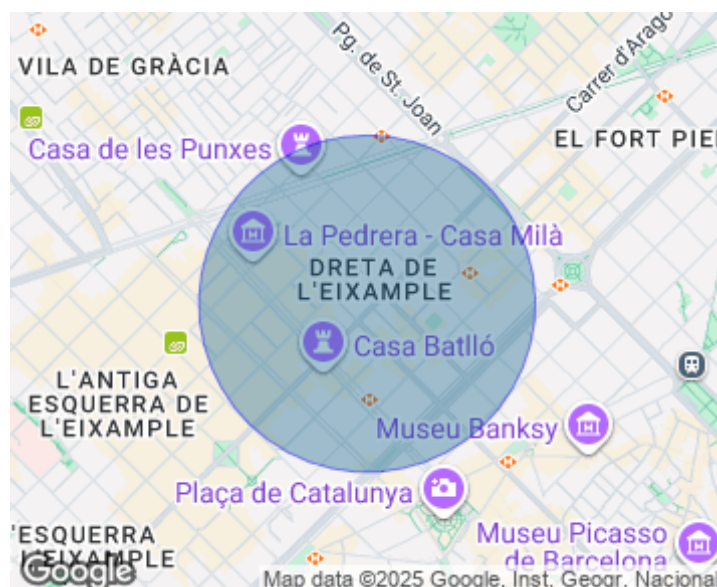 Pg. de St. Joan
Carrer d'Arago
VILA DE GRÀCIA
Casa de les Punxes
EL FORT PIE
La Pedrera - Casa Milà
DRETA DE
L'EIXAMPLE
Casa Batlló
L'ANTIGA
ESQUERRA DE
L'EIXAMPLE
Museu Banksy
Plaça de Catalunya
'ESQUERRA
L'EIXAMPLE
Museu Picasso
de Barcelona
Google
Map data ©2025 Google, Inst. Geogr. Nacional